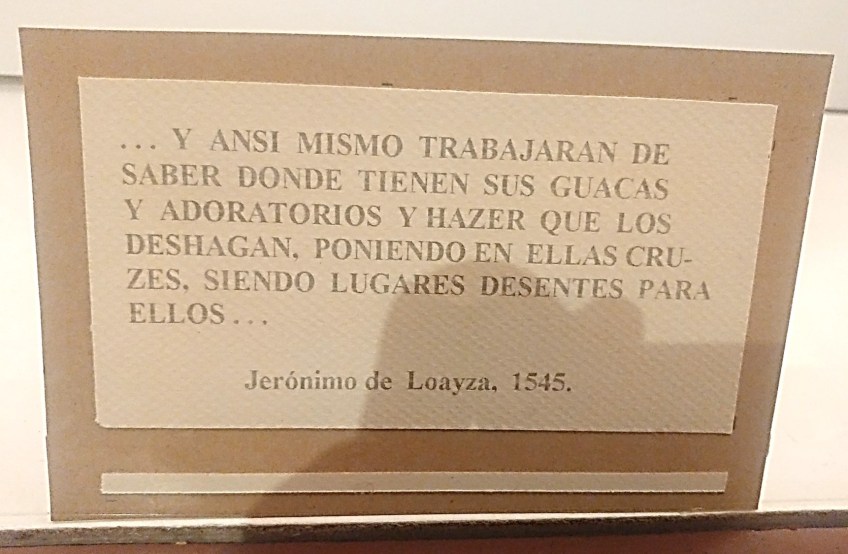 ... Y ANSI MISMO TRABAJARAN DE
SABER DONDE TIENEN SUS GUACAS
Y ADORATORIOS Y HAZER QUE LOS
DESHAGAN, PONIENDO EN ELLAS CRU-
ZES, SIENDO LUGARES DESENTES PARA
ELLOS ...
Jerónimo de Loayza, 1545.